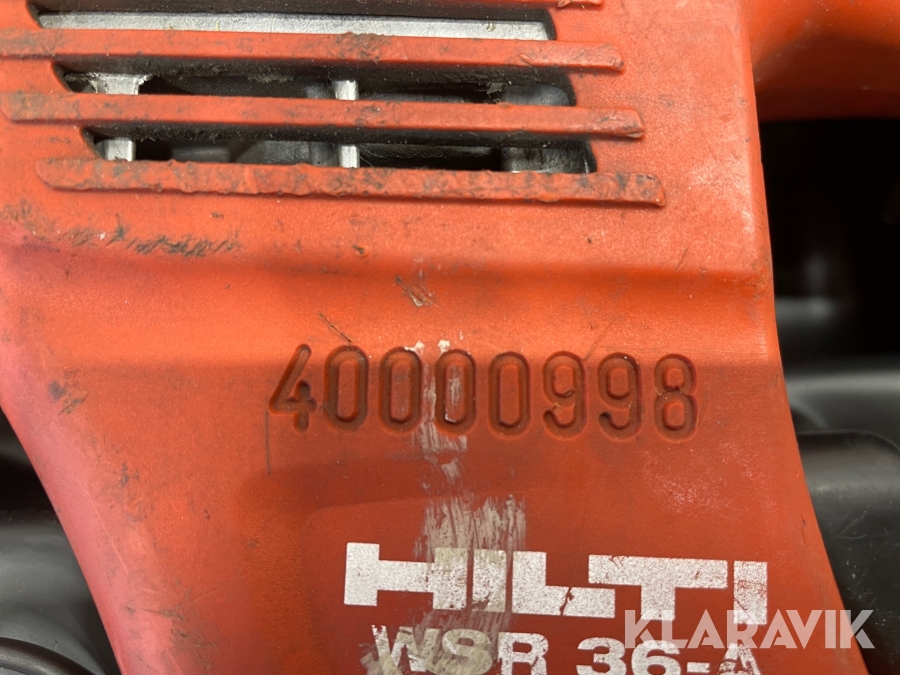 40000998
HILTI
WSR 36-A
KLARAVIK